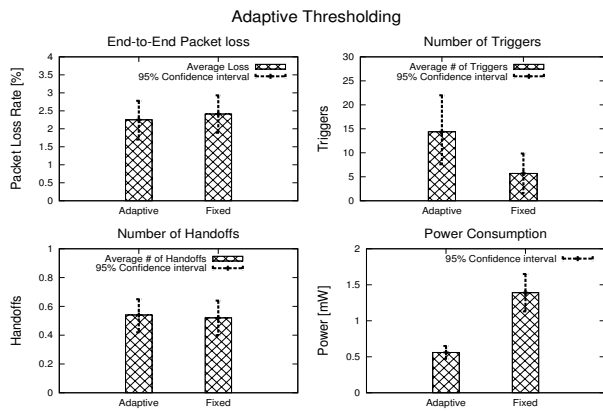 Adaptive Thresholding
End-to-End Packet loss
Packet Loss Rate [%]
4
3.5
3
2.5
2
1.5
1
0.5
0
Average Loss
95% Confidence interval
Adaptive Fixed
Number of Triggers
Triggers
30
25
20
15
10
5
0
Average # of Triggers
95% Confidence interval
Adaptive Fixed
Number of Handoffs
Handoffs
1
0.8
0.6
0.4
0.2
0
Average # of Handoffs
95% Confidence interval
Adaptive Fixed
Power Consumption
Power [mW]
2
1.5
1
0.5
0
95% Confidence interval
Adaptive Fixed